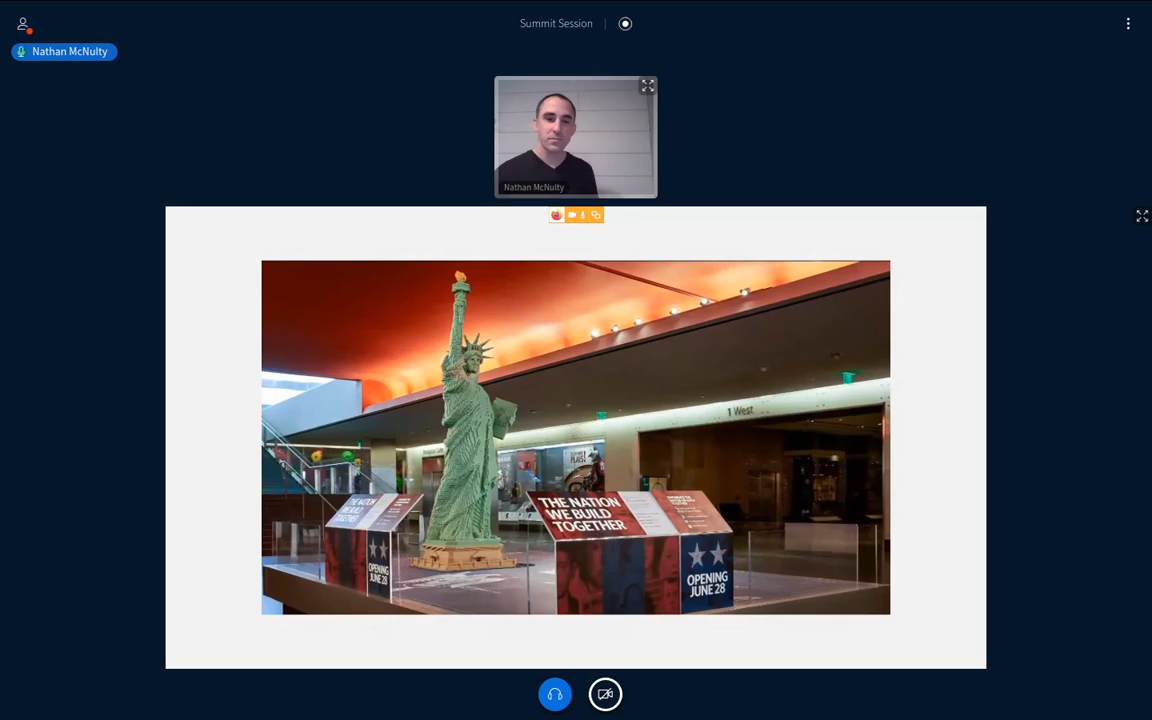 Summit Session
Nathan McNulty
Nathan McNulty
1 West
THE NATION
WE BUILD
TOGETHER
THE NATION
WE BUILD
TOGETHER
OPENING
JUNE 28
OPENING
JUNE 28